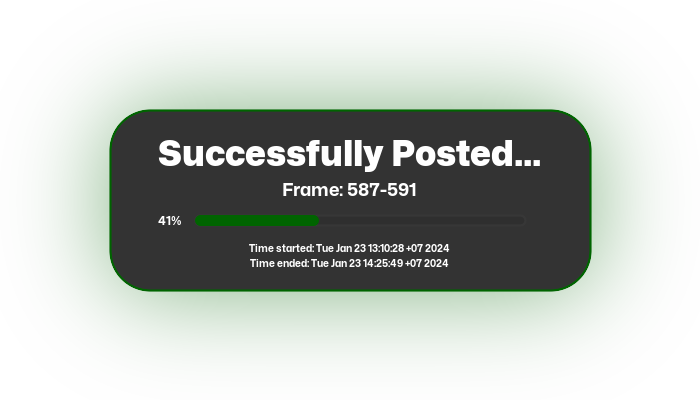 Successfully Posted...
Frame: 587-591
41%
Time started: Tue Jan 23 13:10:28 +07 2024
Time ended: Tue Jan 23 14:25:49 +07 2024